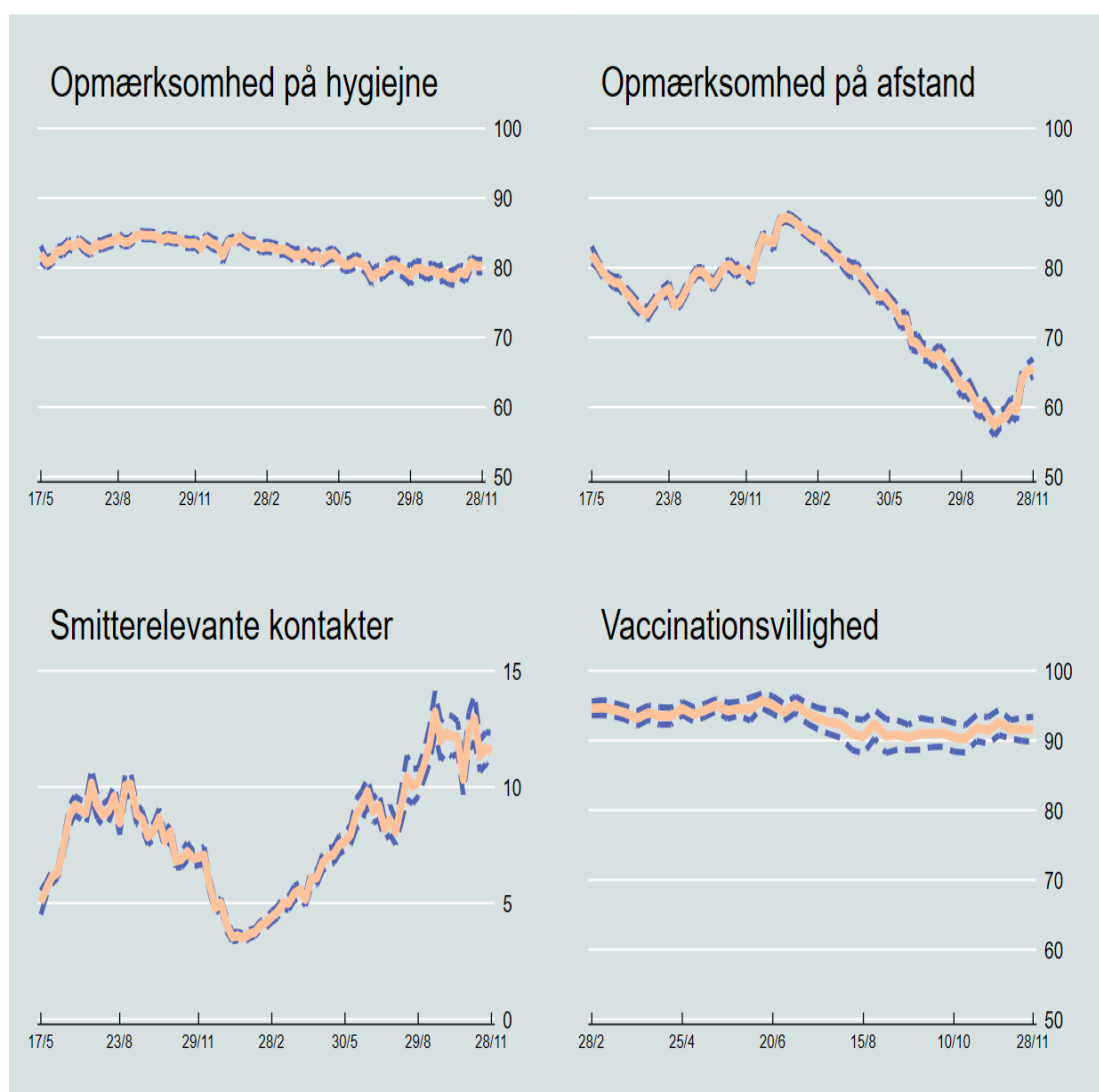 Opmærksomhed på hygiejne
100
90
80
70
60
50
17/5 23/8 29/11 28/2 30/5 29/8 28/11
Opmærksomhed på afstand
100
90
80
70
60
50
17/5 23/8 29/11 28/2 30/5 29/8 28/11
Smitterelevante kontakter
15
10
5
0
17/5 23/8 29/11 28/2 30/5 29/8 28/11
Vaccinationsvillighed
100
90
80
70
60
50
28/2 25/4 20/6 15/8 10/10 28/11